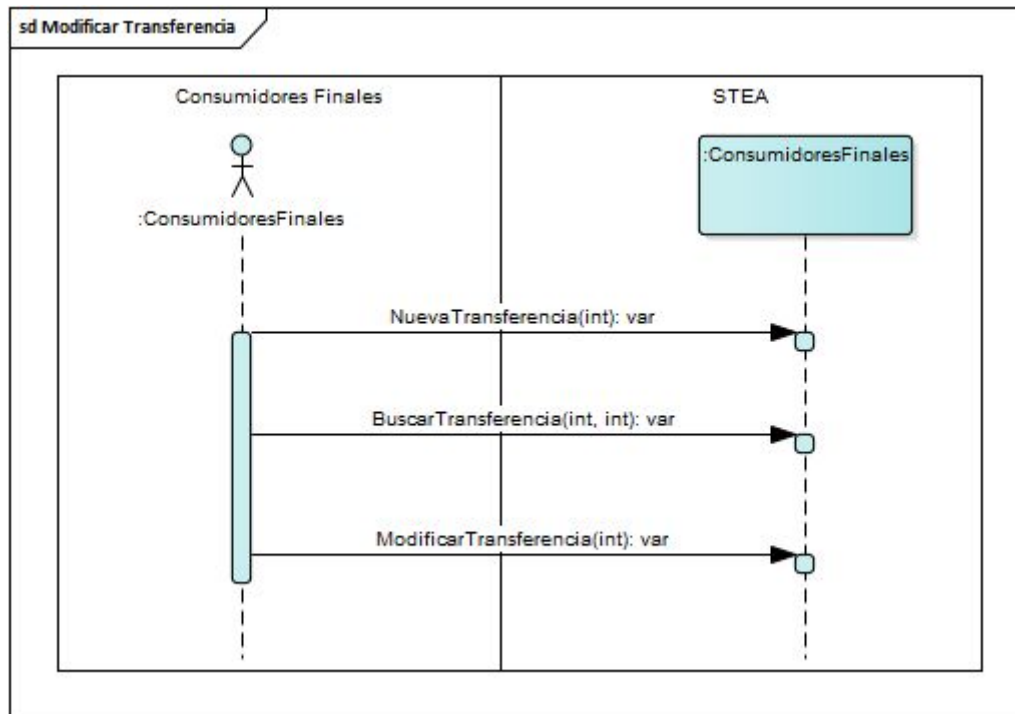 sd Modificar Transferencia
Consumidores Finales
STEA
:ConsumidoresFinales
:ConsumidoresFinales
NuevaTransferencia(int): var
BuscarTransferencia(int, int): var
ModificarTransferencia(int): var